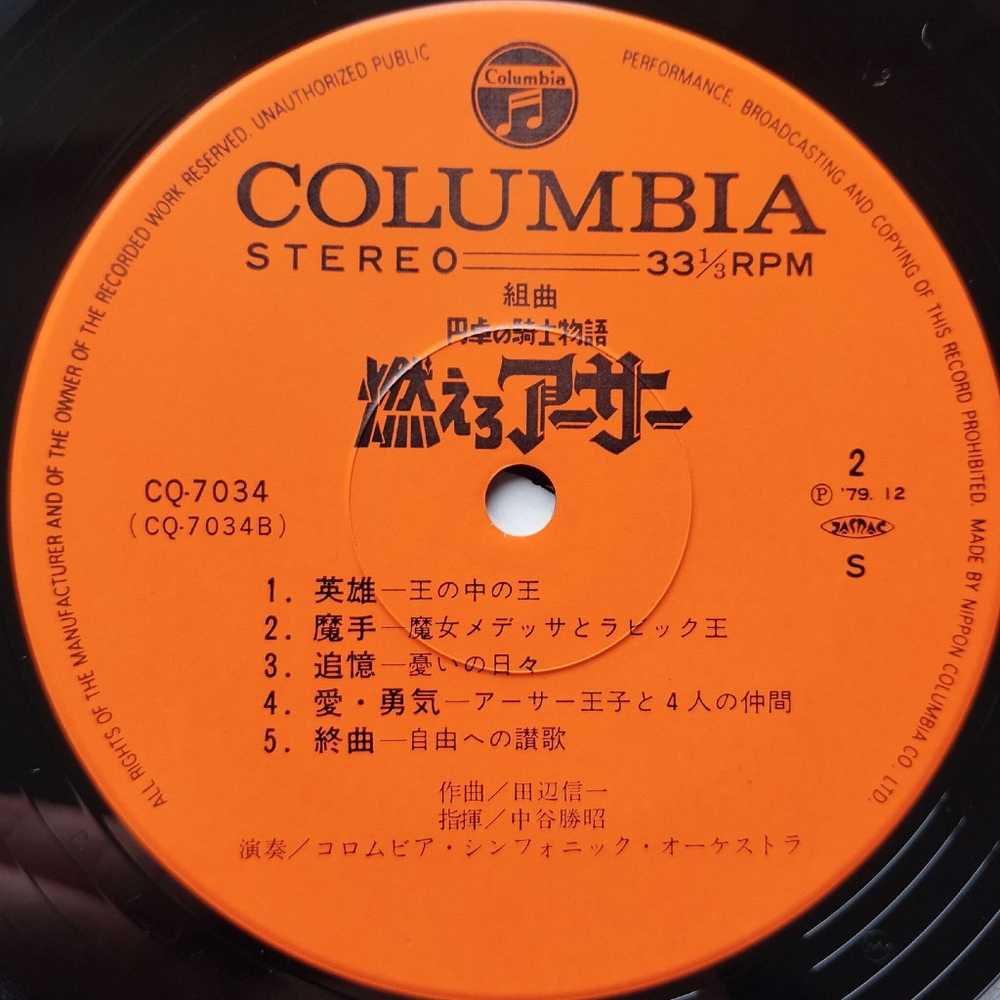 Columbia
COLUMBIA
STEREO 33⅓RPM
組曲
円卓の騎士物語
燃えろアーサー
CQ-7034
(CQ-7034B)
2
Ⓟ '79. 12
JASRAC
S
1. 英雄―王の中の王
2. 魔手―魔女メデッサとラビック王
3. 追憶―憂いの日々
4. 愛・勇気―アーサー王子と4人の仲間
5. 終曲―自由への讃歌
作曲/田辺信一
指揮/中谷勝昭
演奏/コロムビア・シンフォニック・オーケストラ
ALL RIGHTS OF THE MANUFACTURER AND OF THE OWNER OF THE RECORDED WORK RESERVED. UNAUTHORIZED PUBLIC PERFORMANCE, BROADCASTING AND COPYING OF THIS RECORD PROHIBITED. MADE BY NIPPON COLUMBIA CO. LTD.